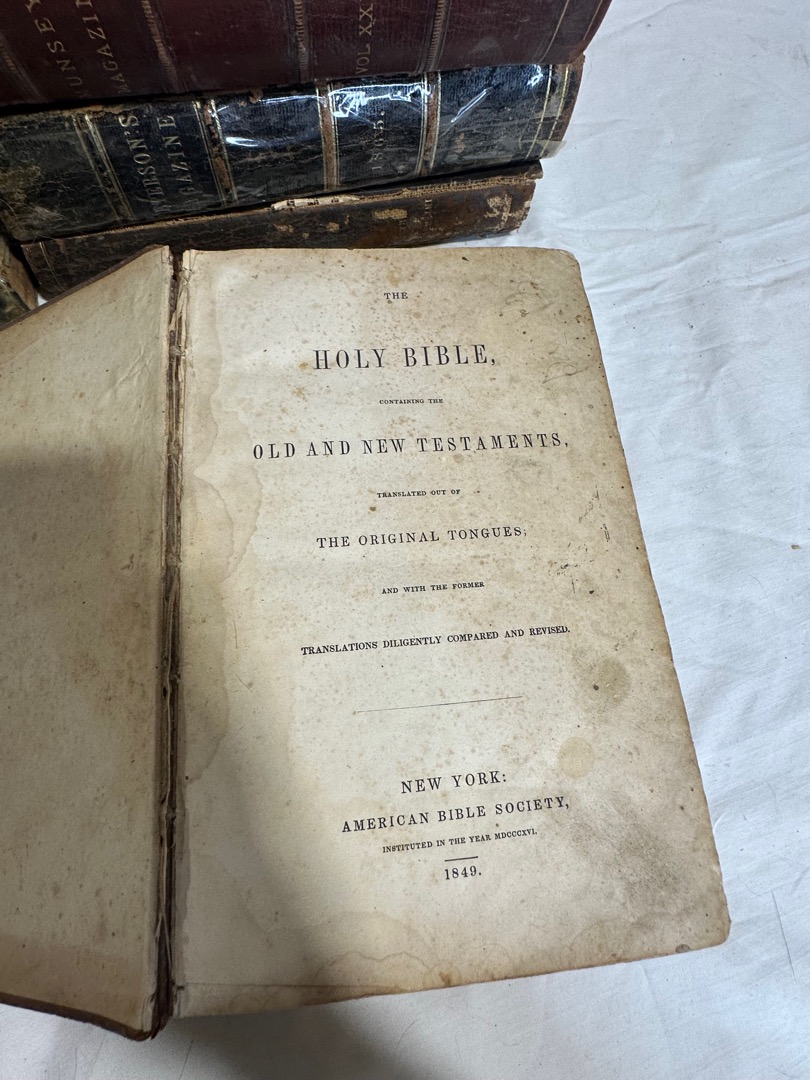 MAGAZIN
VOL XX
MAGAZINE
1865.
THE
HOLY BIBLE,
CONTAINING THE
OLD AND NEW TESTAMENTS,
TRANSLATED OUT OF
THE ORIGINAL TONGUES;
AND WITH THE FORMER
TRANSLATIONS DILIGENTLY COMPARED AND REVISED.
NEW YORK:
AMERICAN BIBLE SOCIETY,
INSTITUTED IN THE YEAR MDCCCXVI.
1849.